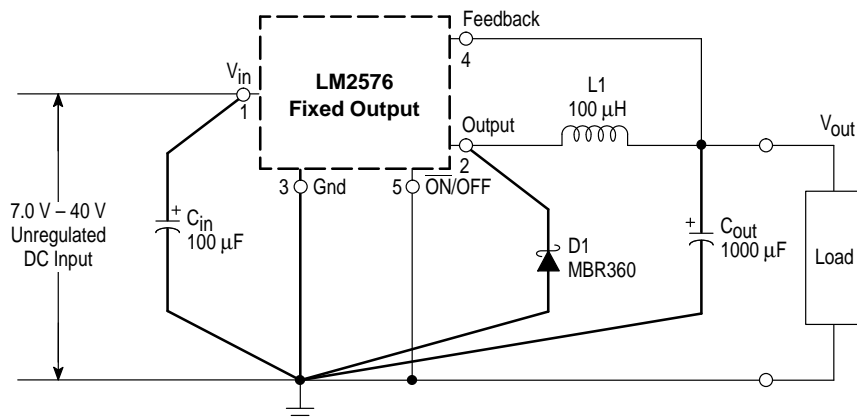 Feedback
4
V_in
1
LM2576
Fixed Output
L1
100 μH
Output
2
V_out
3 Gnd
5 O̅N̅/OFF
7.0 V – 40 V
Unregulated
DC Input
+
C_in
100 μF
D1
MBR360
+
C_out
1000 μF
Load